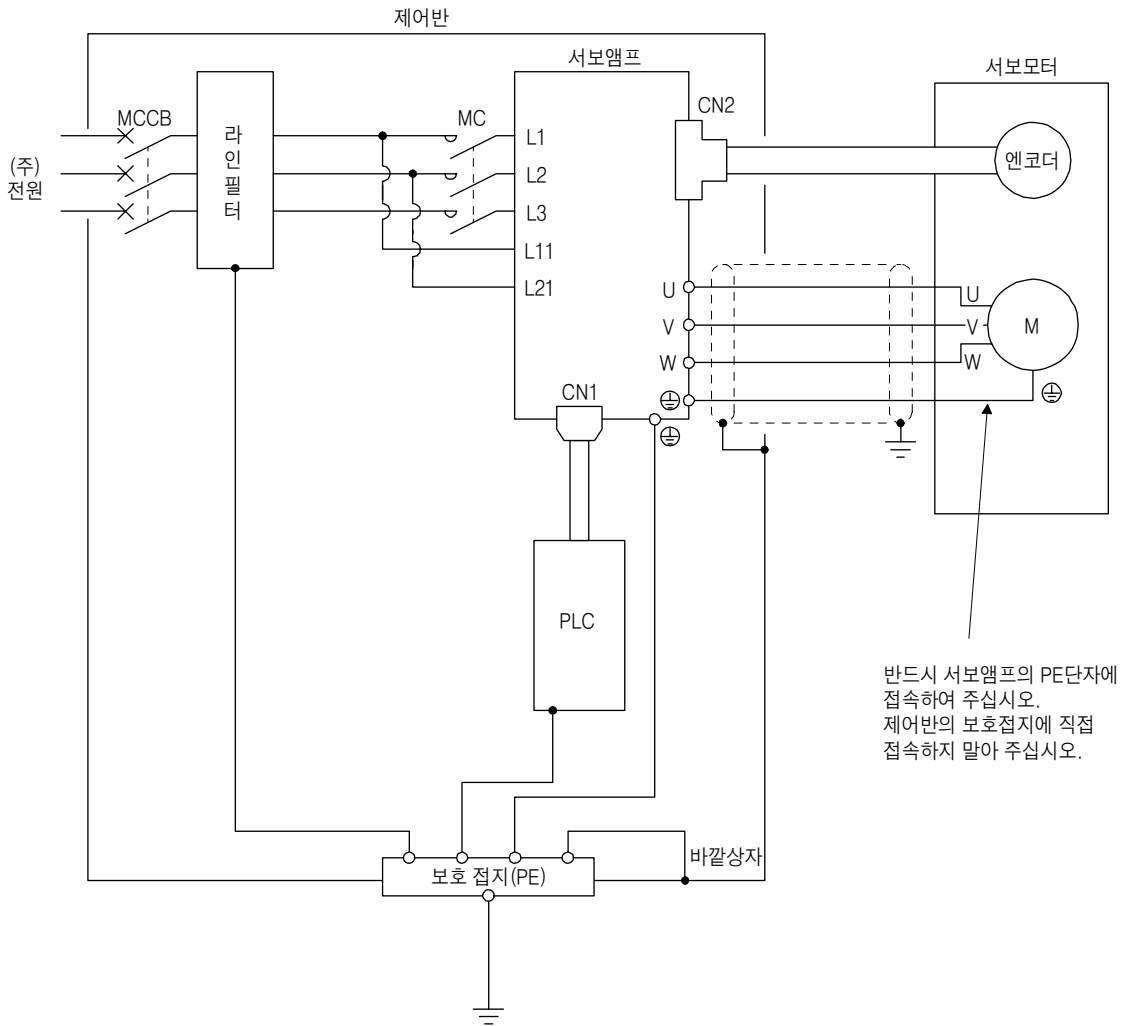 제어반
서보앰프
서보모터
MCCB
라인필터
MC
CN2
L1
L2
L3
L11
L21
(주)
전원
엔코더
U
V
W
U
V
W
M
CN1
PLC
반드시 서보앰프의 PE단자에
접속하여 주십시오.
제어반의 보호접지에 직접
접속하지 말아 주십시오.
바깥상자
보호 접지(PE)